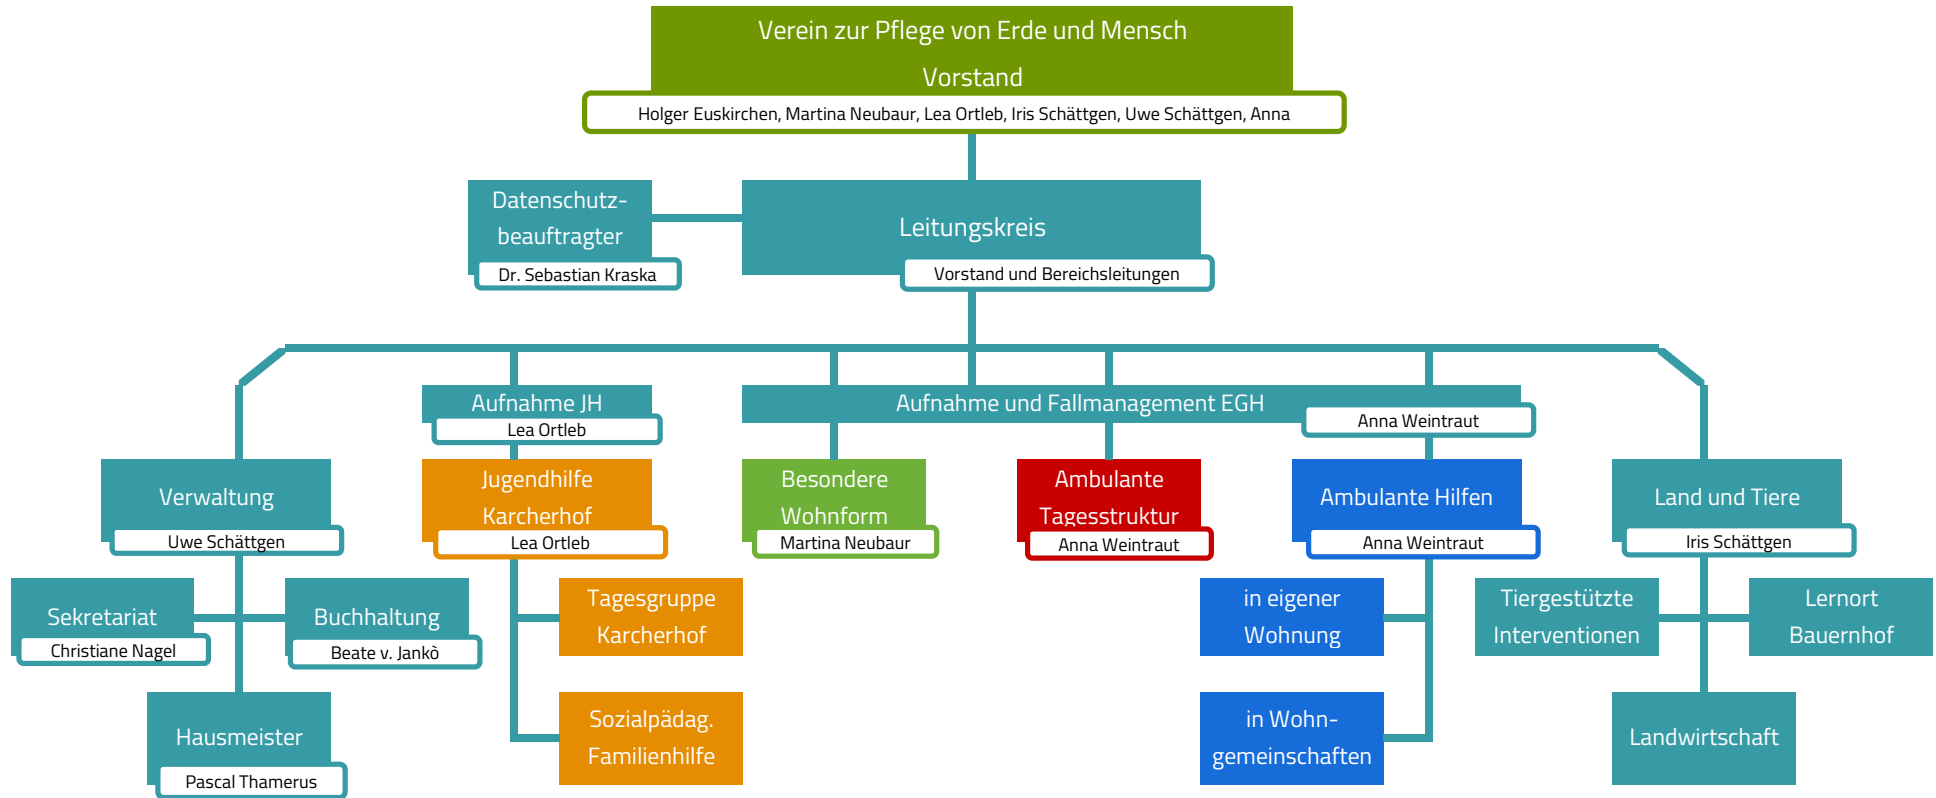 Verein zur Pflege von Erde und Mensch
Vorstand
Holger Euskirchen, Martina Neubaur, Lea Ortleb, Iris Schättgen, Uwe Schättgen, Anna
Datenschutz-
beauftragter
Dr. Sebastian Kraska
Leitungskreis
Vorstand und Bereichsleitungen
Aufnahme JH
Lea Ortleb
Aufnahme und Fallmanagement EGH
Anna Weintraut
Verwaltung
Uwe Schättgen
Jugendhilfe
Karcherhof
Lea Ortleb
Besondere
Wohnform
Martina Neubaur
Ambulante
Tagesstruktur
Anna Weintraut
Ambulante Hilfen
Anna Weintraut
Land und Tiere
Iris Schättgen
Sekretariat
Christiane Nagel
Buchhaltung
Beate v. Jankò
Tagesgruppe
Karcherhof
in eigener
Wohnung
Tiergestützte
Interventionen
Lernort
Bauernhof
Hausmeister
Pascal Thamerus
Sozialpädag.
Familienhilfe
in Wohn-
gemeinschaften
Landwirtschaft